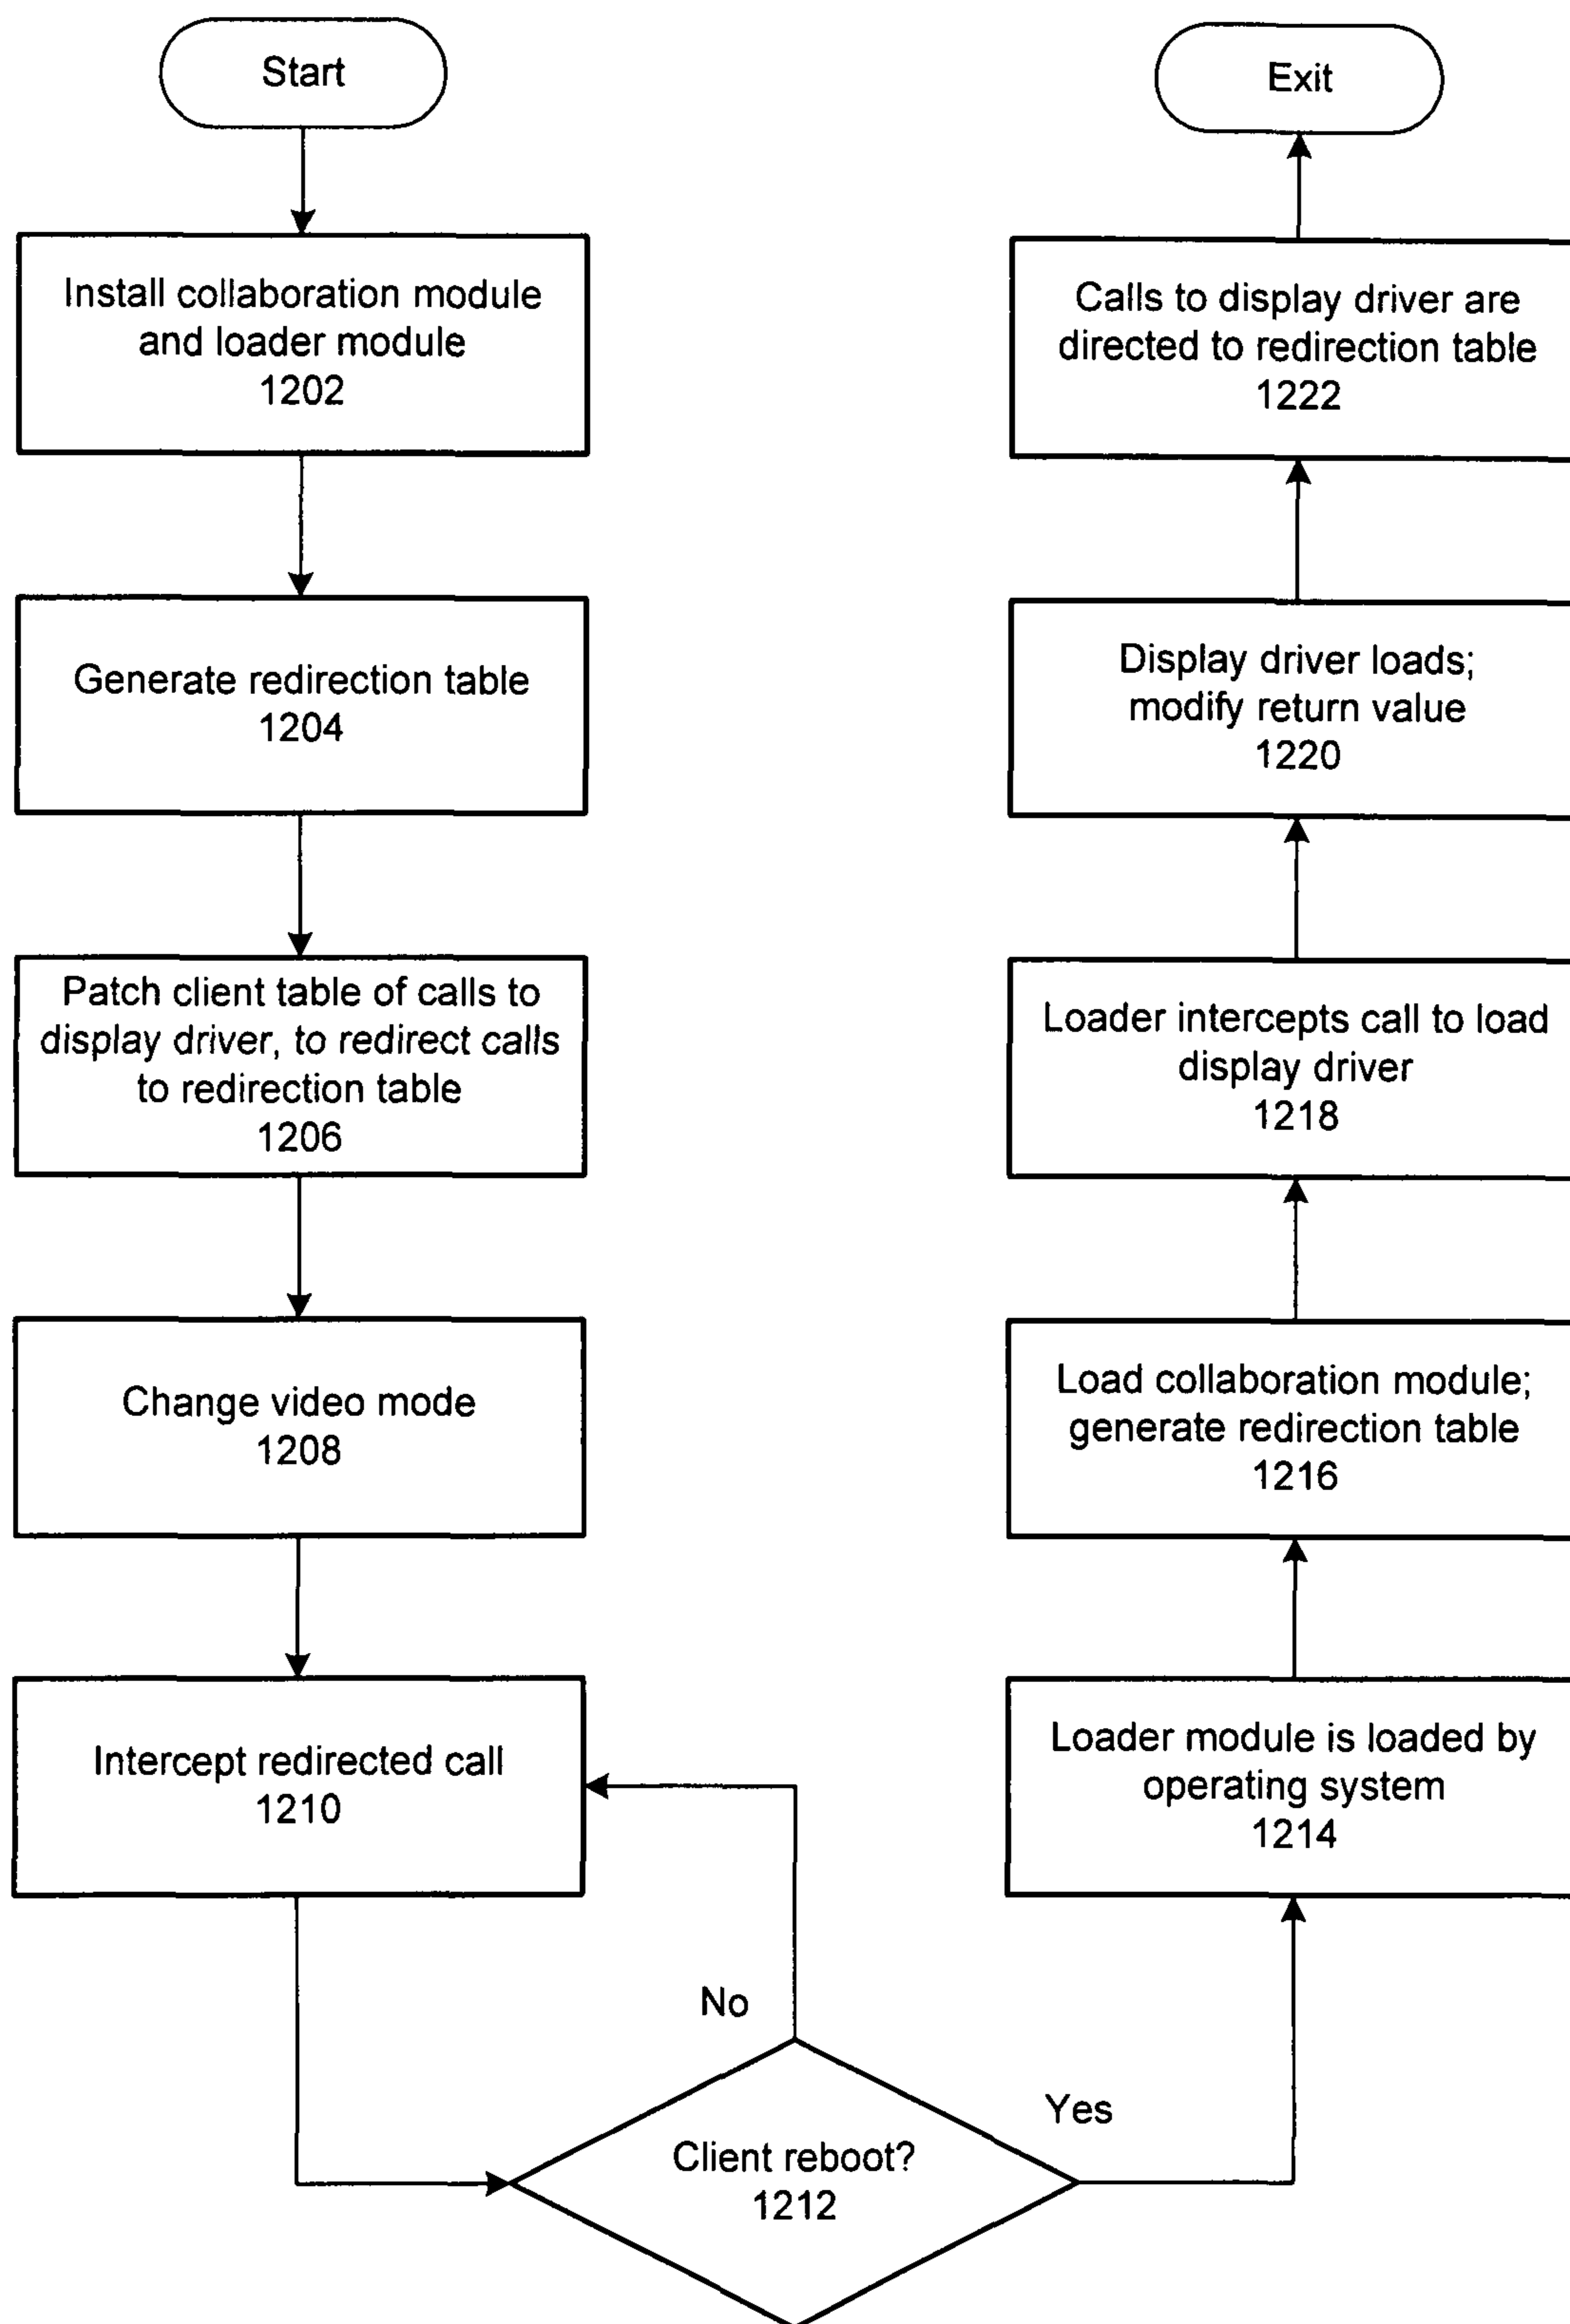 Start
Install collaboration module
and loader module
1202
Generate redirection table
1204
Patch client table of calls to
display driver, to redirect calls
to redirection table
1206
Change video mode
1208
Intercept redirected call
1210
No
Client reboot?
1212
Yes
Loader module is loaded by
operating system
1214
Load collaboration module;
generate redirection table
1216
Loader intercepts call to load
display driver
1218
Display driver loads;
modify return value
1220
Calls to display driver are
directed to redirection table
1222
Exit